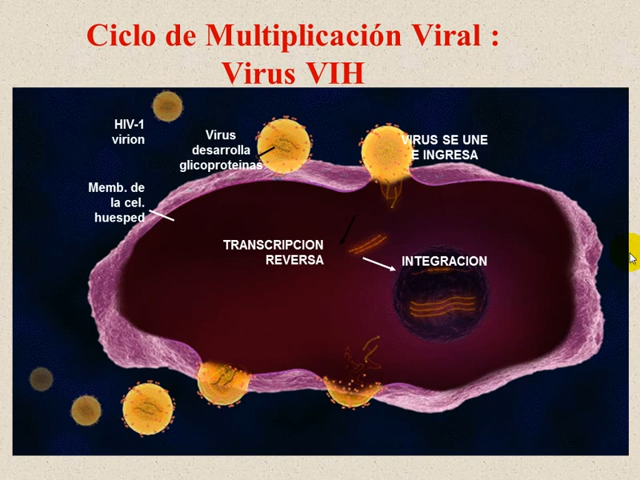 Ciclo de Multiplicación Viral :
Virus VIH
HIV-1
virion
Virus
desarrolla
glicoproteinas
VIRUS SE UNE
E INGRESA
Memb. de
la cel.
huesped
TRANSCRIPCION
REVERSA
INTEGRACION